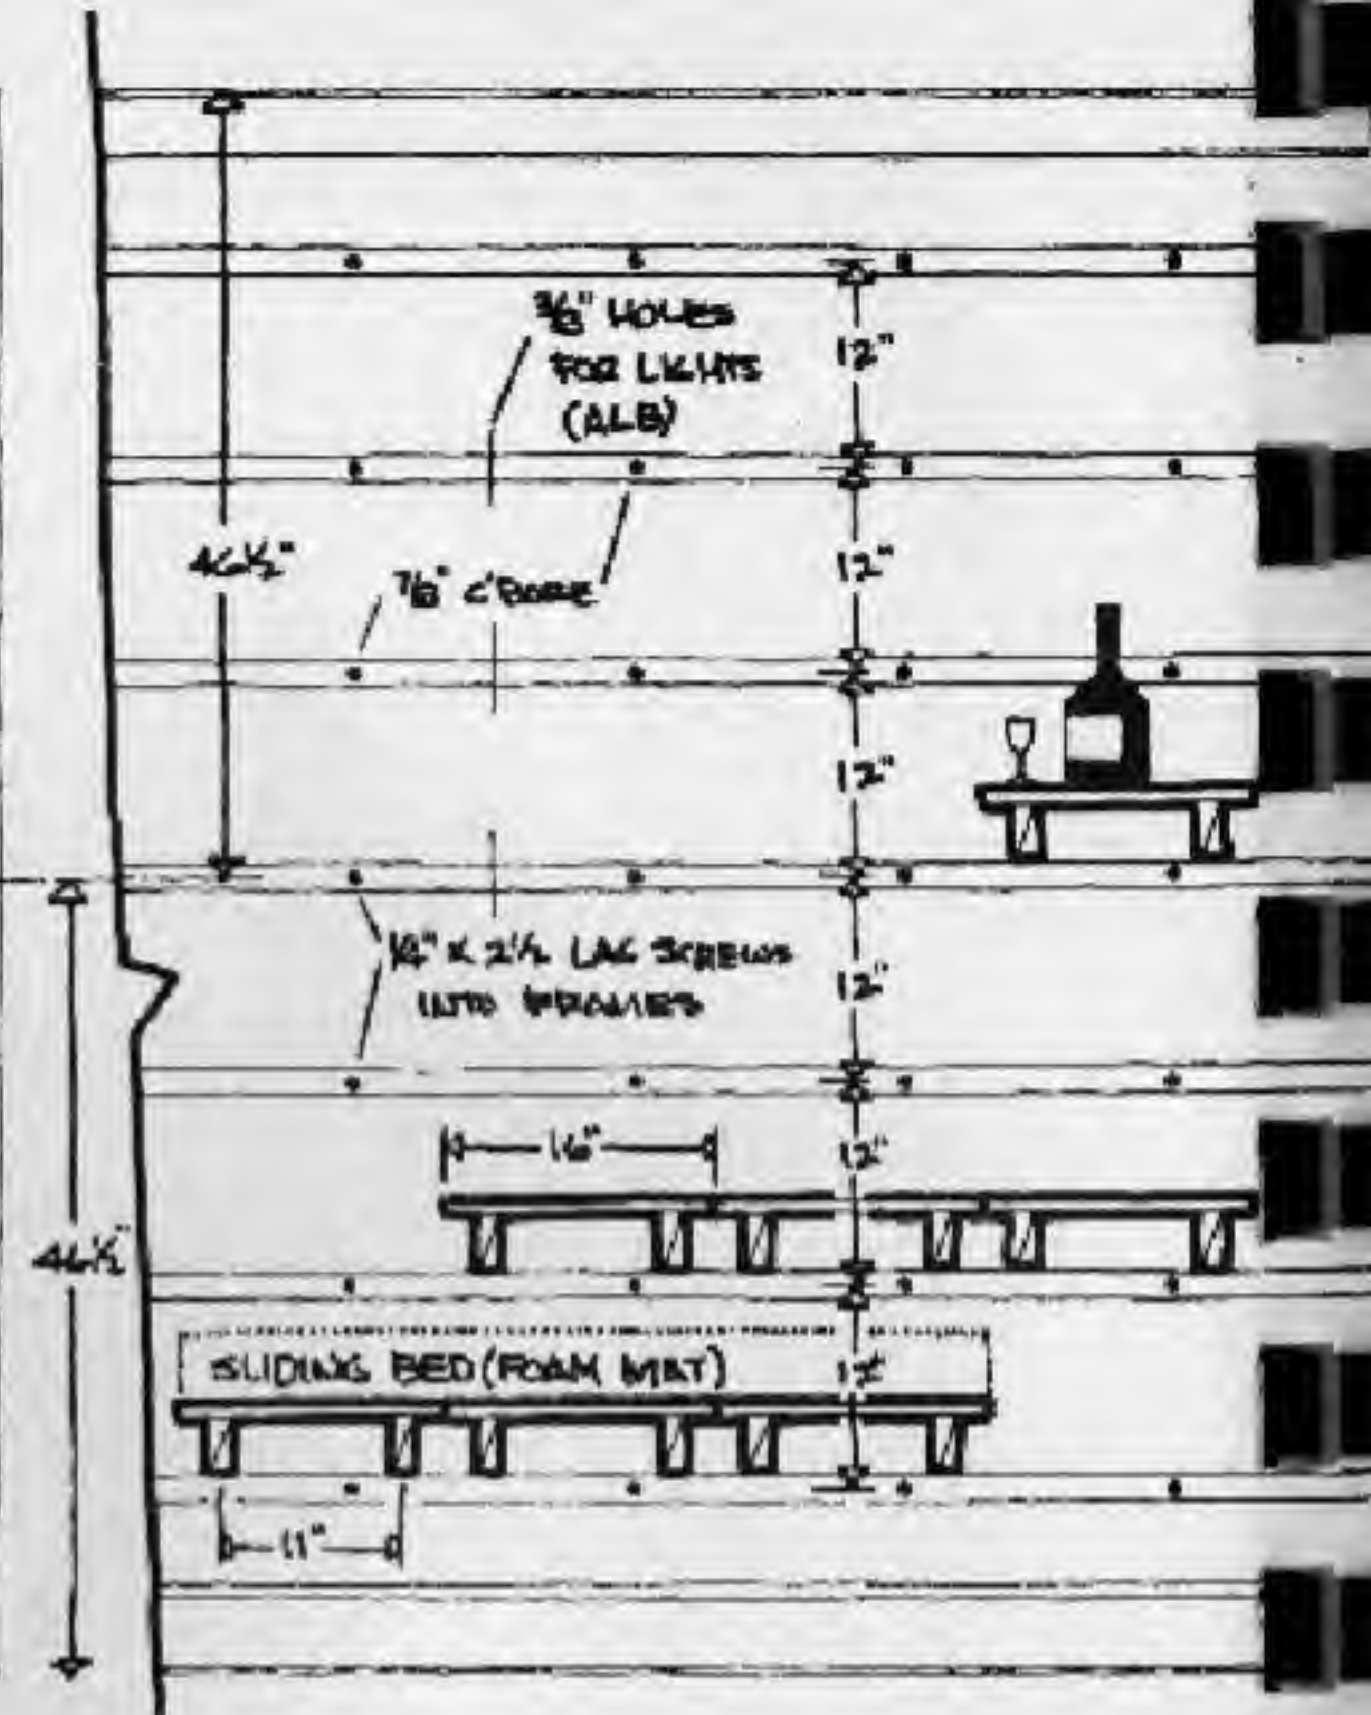 3/8" HOLES
FOR LIGHTS
(ALB)
12"
46½"
7/8" C'BORE
12"
12"
¼" X 2½ LAG SCREWS
INTO FRAMES
12"
16"
12"
46½"
SLIDING BED (FOAM MAT)
12"
11"